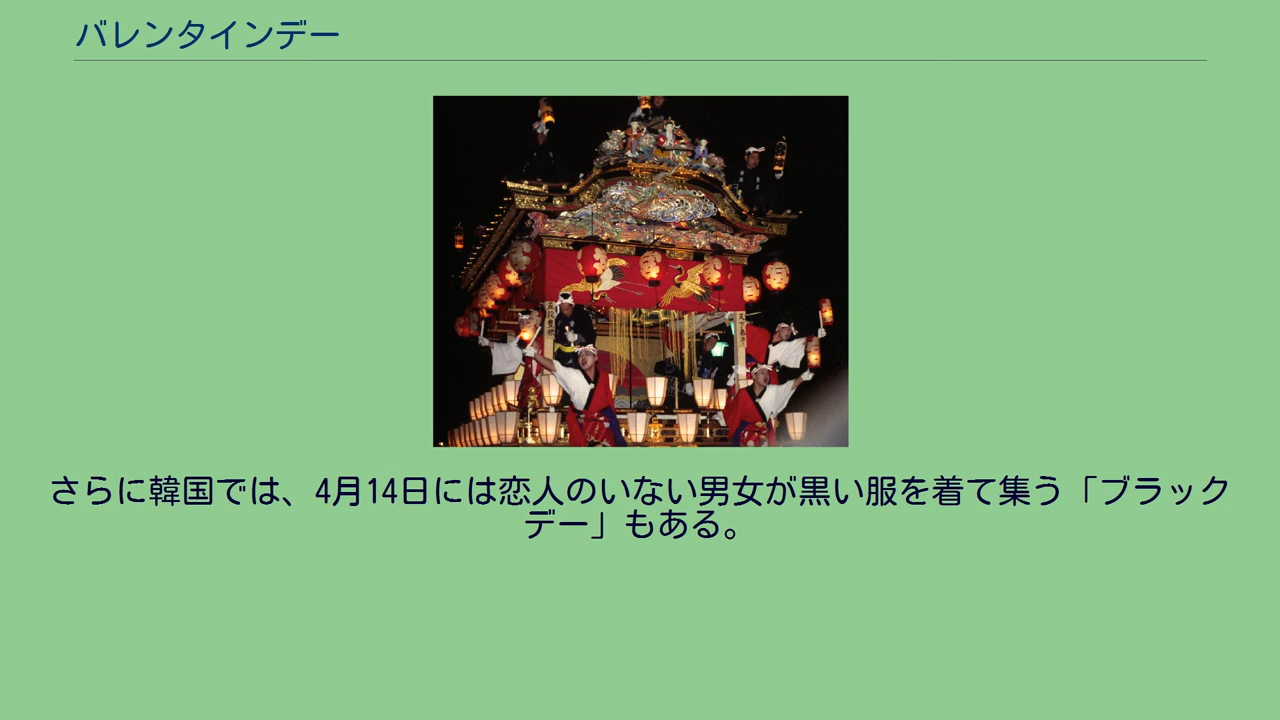 バレンタインデー
さらに韓国では、4月14日には恋人のいない男女が黒い服を着て集う「ブラック
デー」もある。